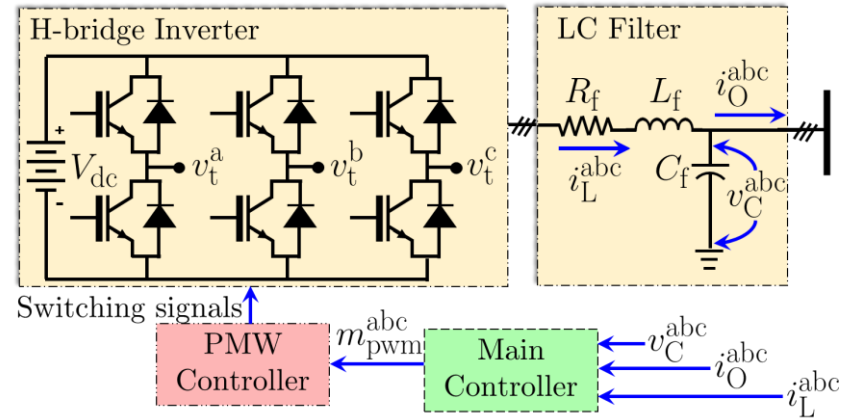 H-bridge Inverter
LC Filter
+
V_dc
-
v_t^a
v_t^b
v_t^c
R_f
L_f
i_O^abc
i_L^abc
C_f
v_C^abc
Switching signals
PMW
Controller
m_pwm^abc
Main
Controller
v_C^abc
i_O^abc
i_L^abc